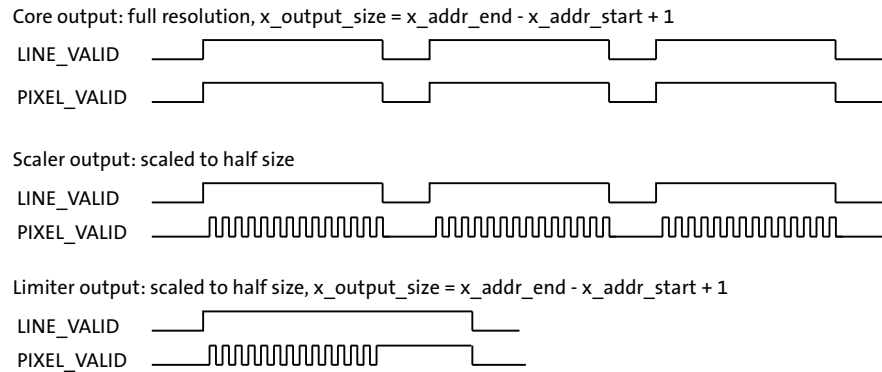 Core output: full resolution, x_output_size = x_addr_end - x_addr_start + 1
LINE_VALID
PIXEL_VALID
Scaler output: scaled to half size
LINE_VALID
PIXEL_VALID
Limiter output: scaled to half size, x_output_size = x_addr_end - x_addr_start + 1
LINE_VALID
PIXEL_VALID